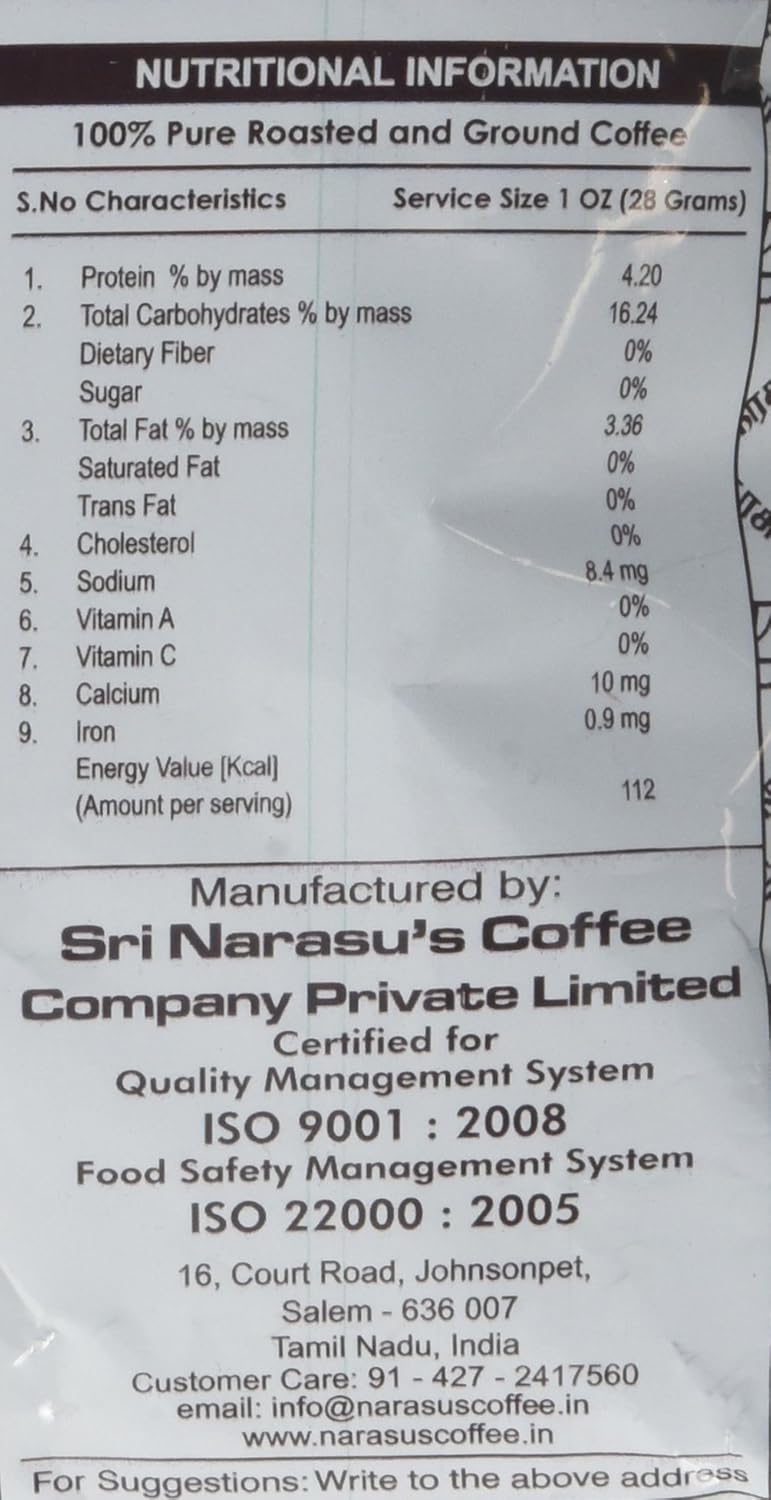 NUTRITIONAL INFORMATION
100% Pure Roasted and Ground Coffee
S.No Characteristics Service Size 1 OZ (28 Grams)
1. Protein % by mass 4.20
2. Total Carbohydrates % by mass 16.24
Dietary Fiber 0%
Sugar 0%
3. Total Fat % by mass 3.36
Saturated Fat 0%
Trans Fat 0%
4. Cholesterol 0%
5. Sodium 8.4 mg
6. Vitamin A 0%
7. Vitamin C 0%
8. Calcium 10 mg
9. Iron 0.9 mg
Energy Value [Kcal]
(Amount per serving) 112
Manufactured by:
Sri Narasu's Coffee
Company Private Limited
Certified for
Quality Management System
ISO 9001 : 2008
Food Safety Management System
ISO 22000 : 2005
16, Court Road, Johnsonpet,
Salem - 636 007
Tamil Nadu, India
Customer Care: 91 - 427 - 2417560
email: info@narasuscoffee.in
www.narasuscoffee.in
For Suggestions: Write to the above address